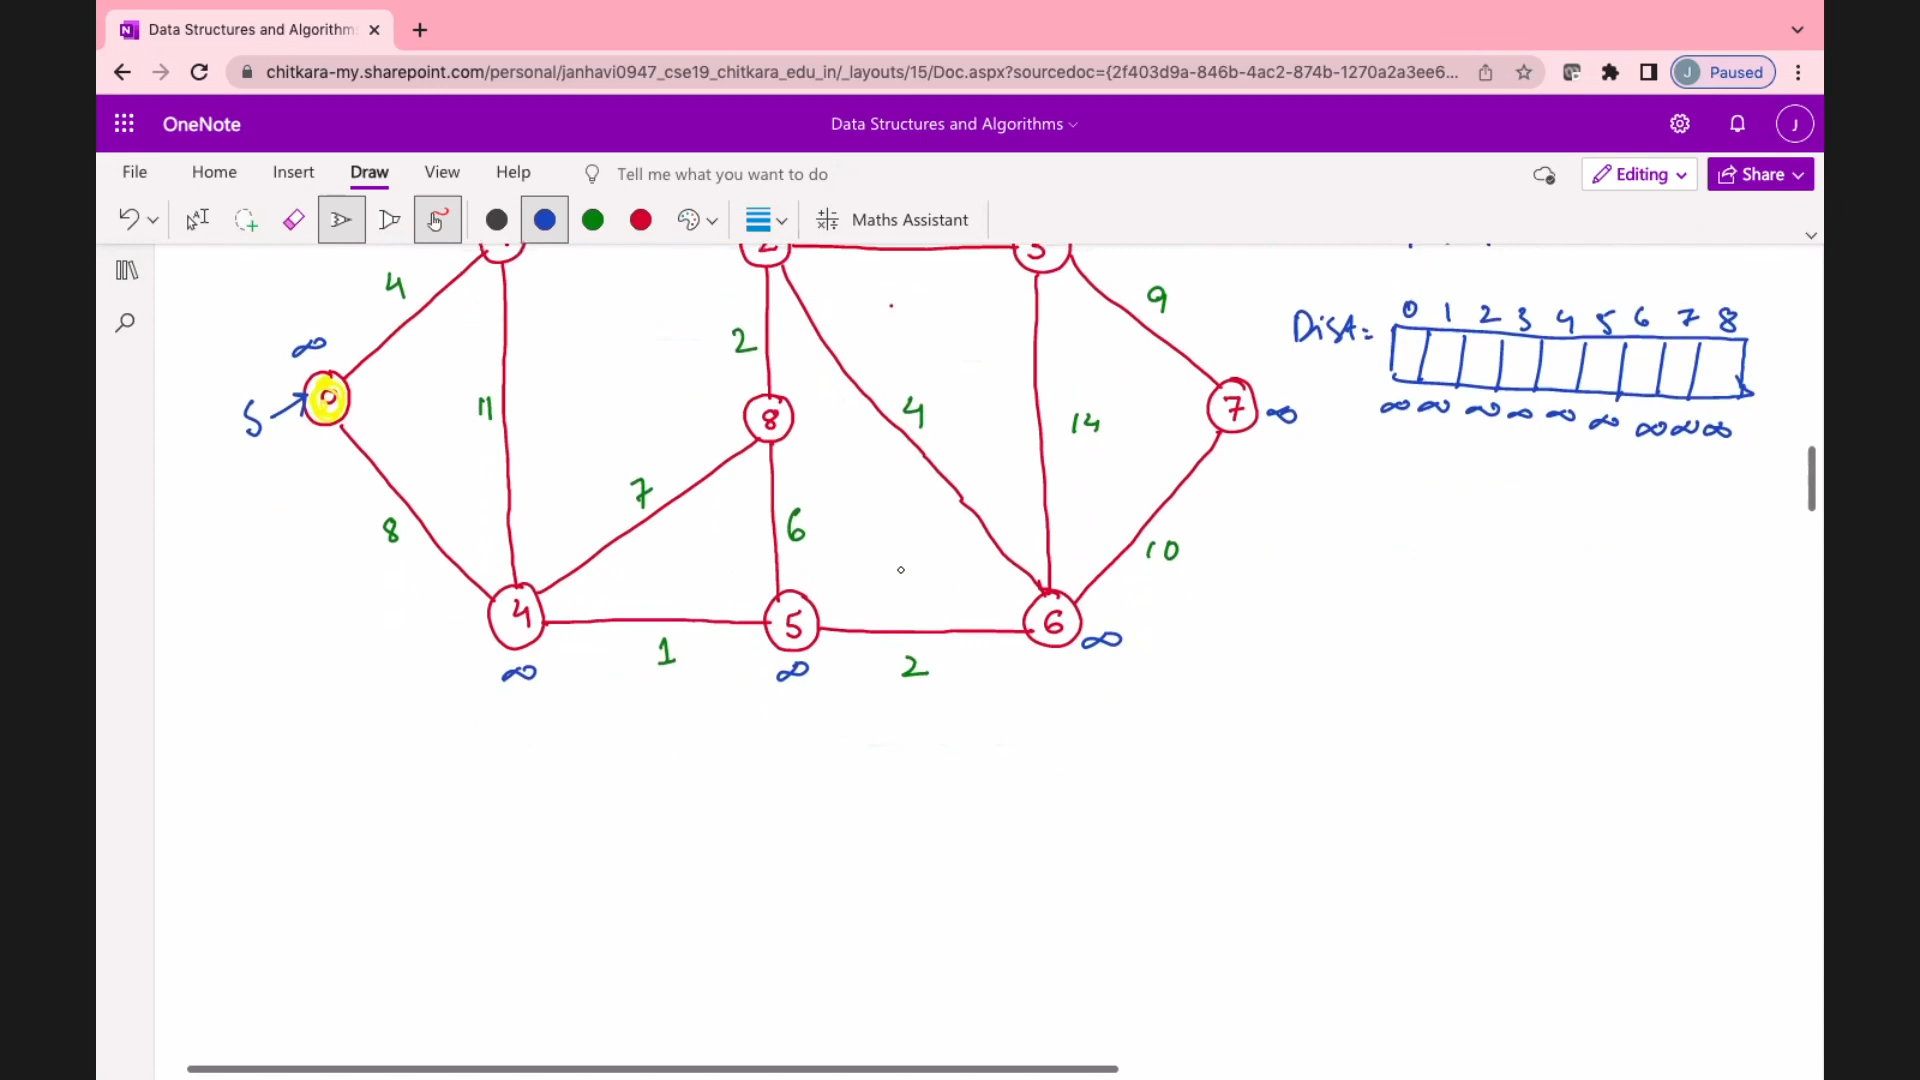 Data Structures and Algorithm
chitkara-my.sharepoint.com/personal/janhavi0947_cse19_chitkara_edu_in/_layouts/15/Doc.aspx?sourcedoc={2f403d9a-846b-4ac2-874b-1270a2a3ee6...
J Paused
OneNote
Data Structures and Algorithms
J
File Home Insert Draw View Help Tell me what you want to do
Editing Share
Maths Assistant
2 3
4 9
0 1 2 3 4 5 6 7 8
Dist=
∞ 2
S 0 11 8 4 14 7 ∞
∞ ∞ ∞ ∞ ∞ ∞ ∞ ∞ ∞
7
8 6 10
4 5 6 ∞
1 2
∞ ∞